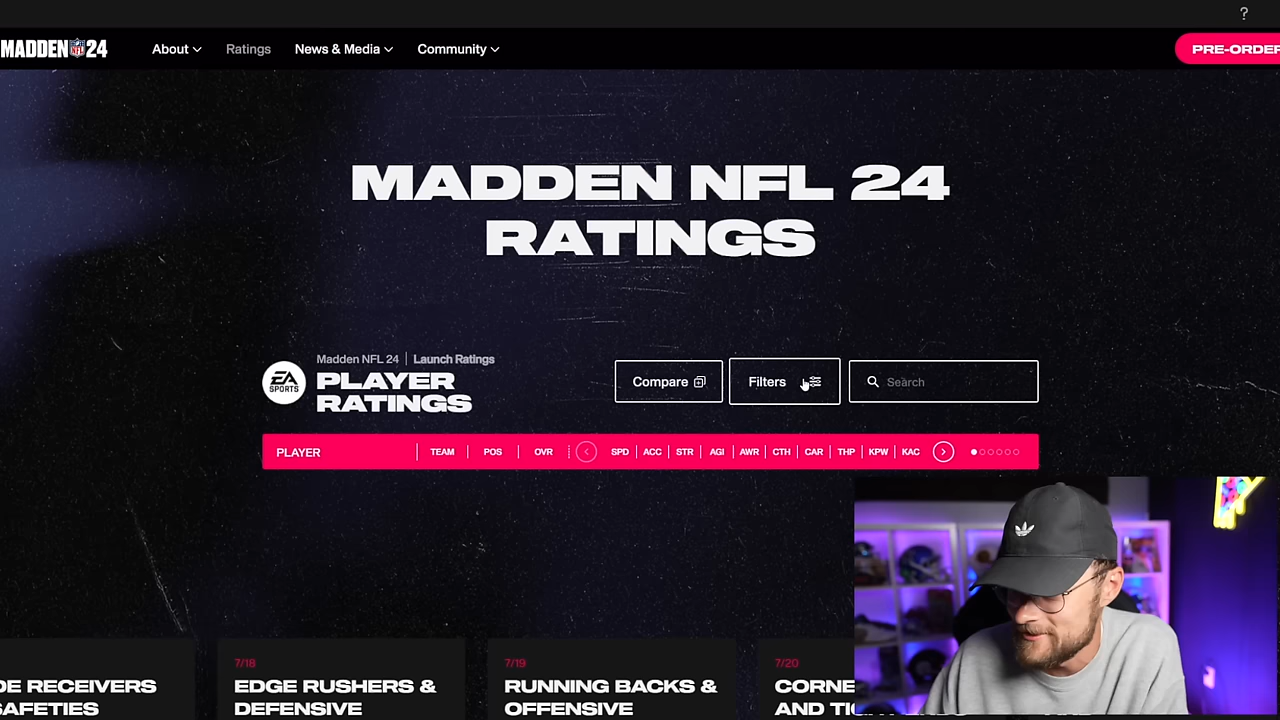 ?
MADDEN NFL 24
About
Ratings
News & Media
Community
PRE-ORDER
MADDEN NFL 24
RATINGS
Madden NFL 24 | Launch Ratings
EA
SPORTS
PLAYER
RATINGS
Compare
Filters
Search
PLAYER
TEAM
POS
OVR
SPD
ACC
STR
AGI
AWR
CTH
CAR
THP
KPW
KAC
DE RECEIVERS
SAFETIES
7/18
EDGE RUSHERS &
DEFENSIVE
7/19
RUNNING BACKS &
OFFENSIVE
7/20
CORNE
AND TI